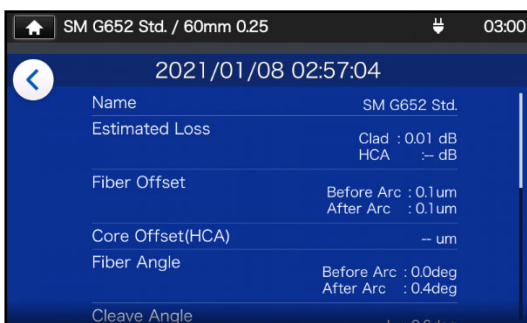 SM G652 Std. / 60mm 0.25 03:00
2021/01/08 02:57:04
Name SM G652 Std.
Estimated Loss Clad : 0.01 dB
HCA :-- dB
Fiber Offset Before Arc : 0.1um
After Arc : 0.1um
Core Offset(HCA) -- um
Fiber Angle Before Arc : 0.0deg
After Arc : 0.4deg
Cleave Angle